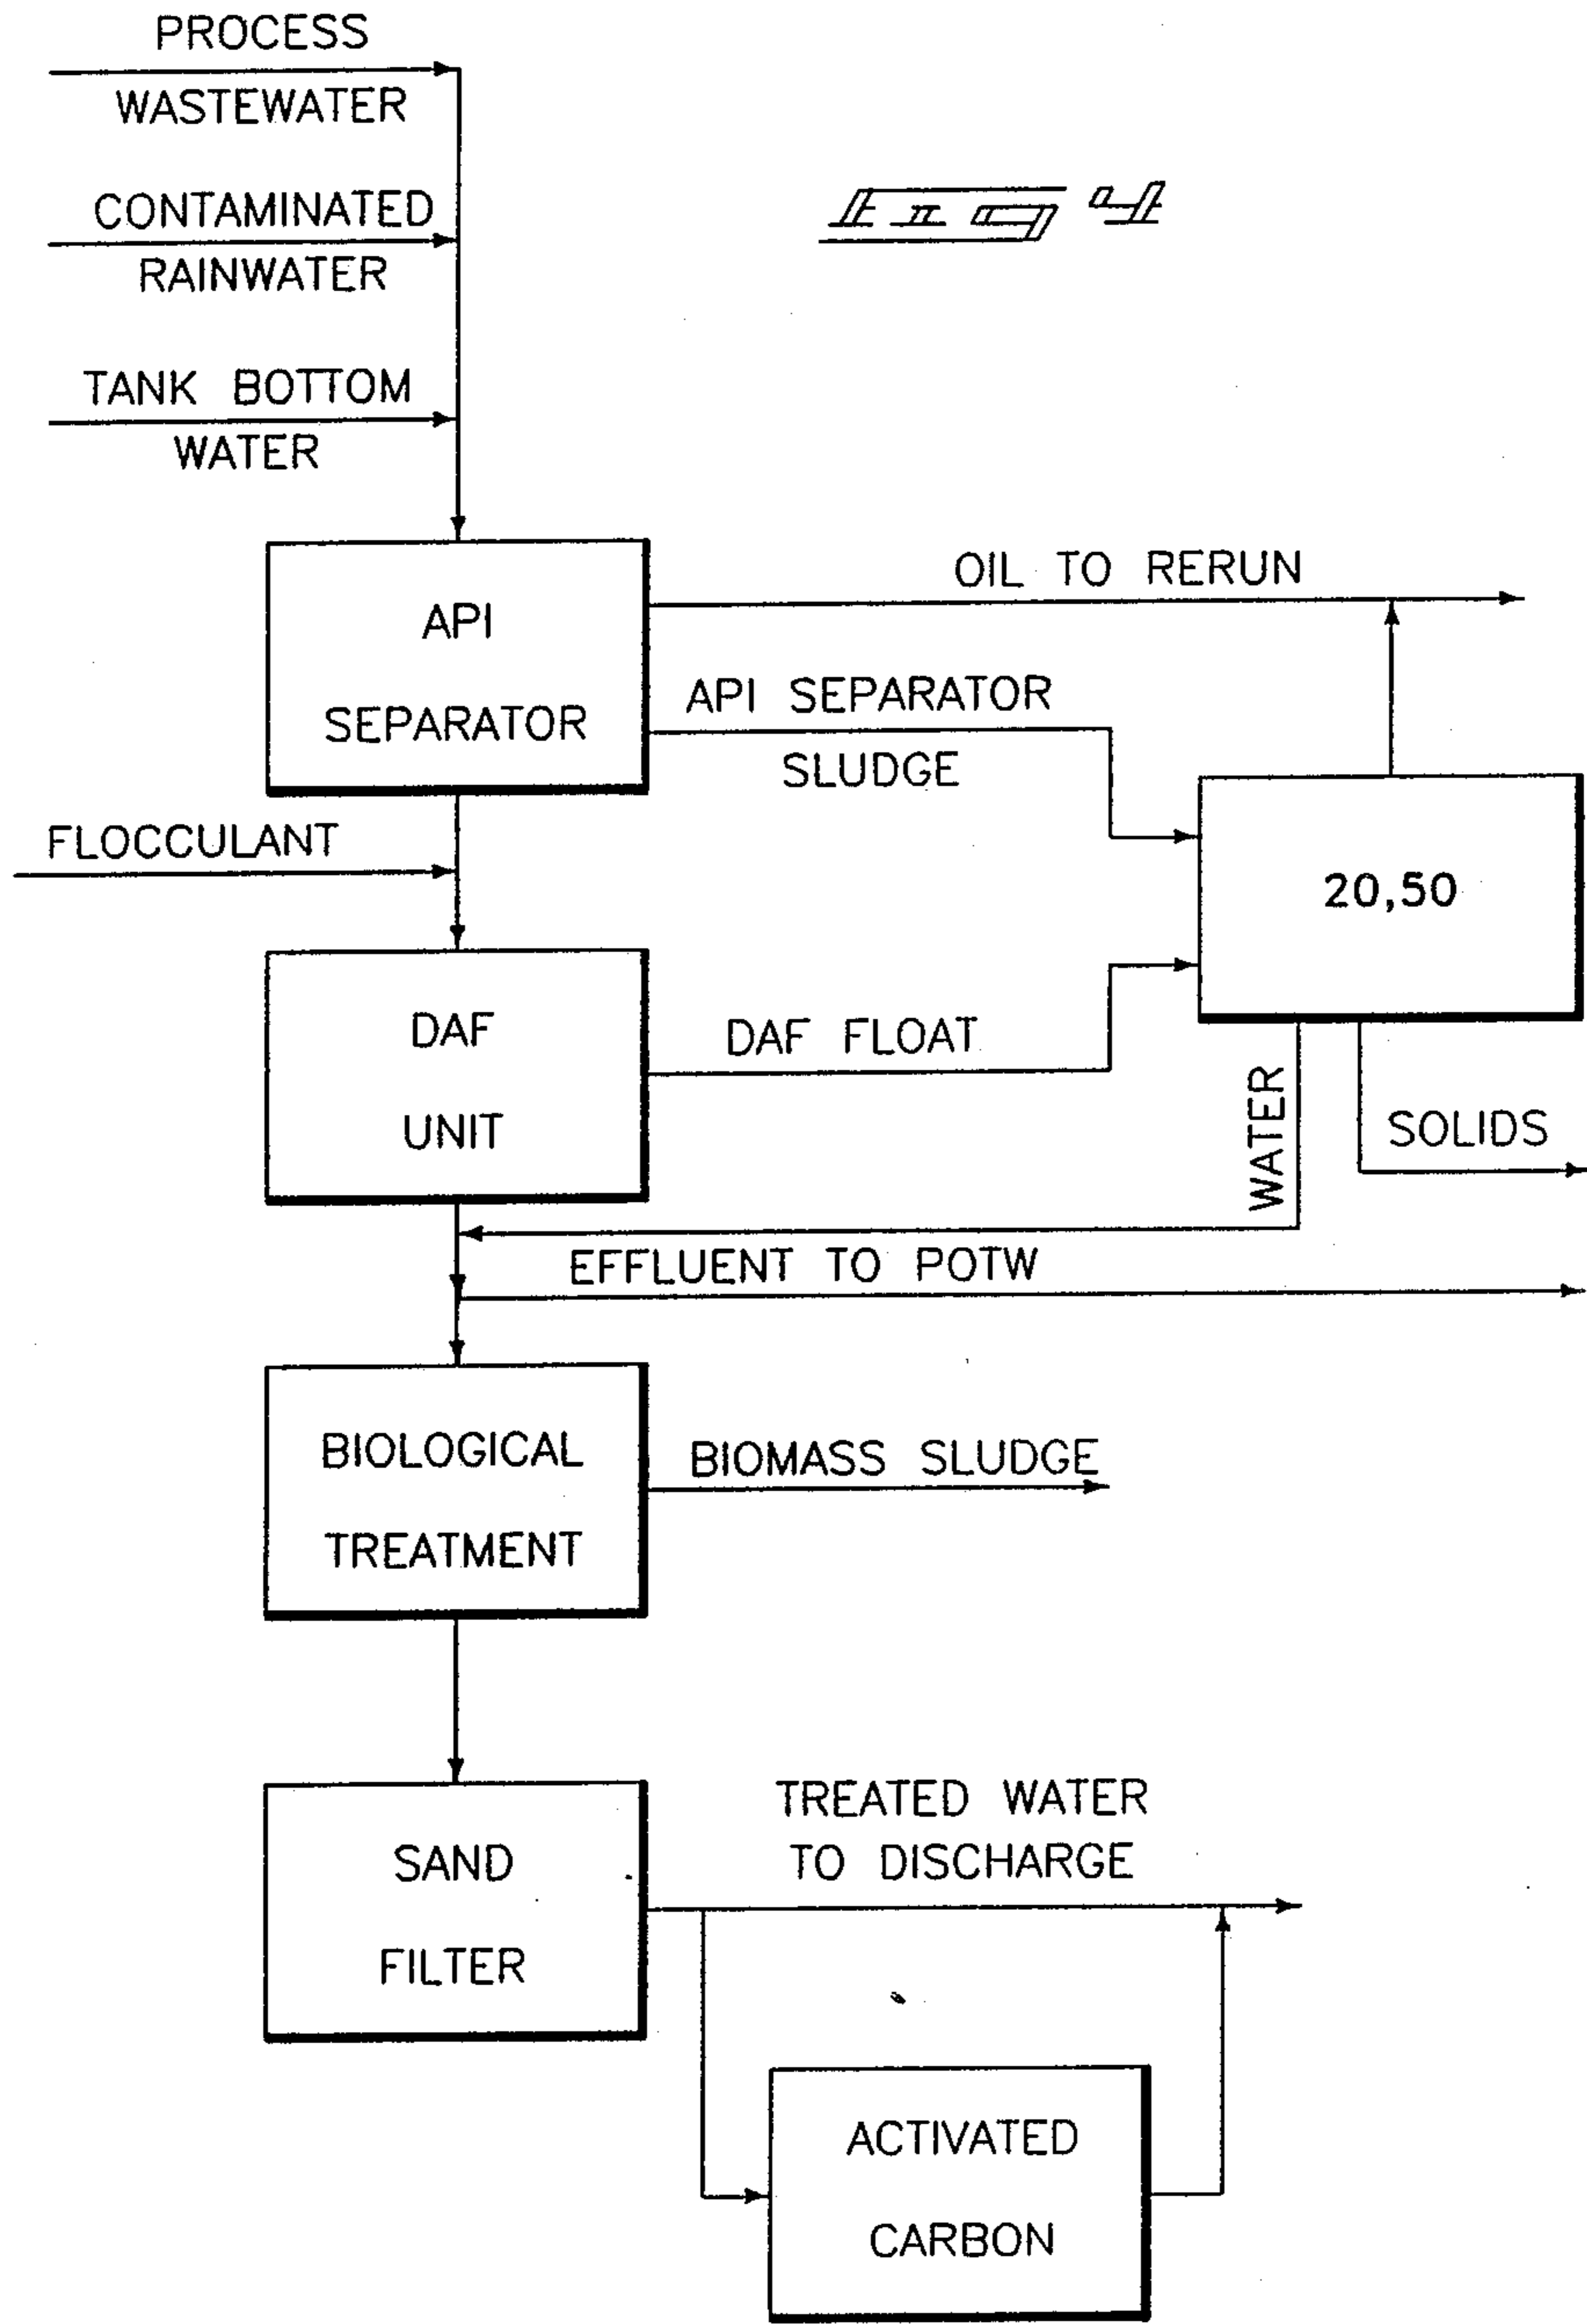 PROCESS
WASTEWATER
Fig 4
CONTAMINATED
RAINWATER
TANK BOTTOM
WATER
OIL TO RERUN
API
SEPARATOR
API SEPARATOR
SLUDGE
FLOCCULANT
20,50
DAF
UNIT
DAF FLOAT
WATER
SOLIDS
EFFLUENT TO POTW
BIOLOGICAL
TREATMENT
BIOMASS SLUDGE
TREATED WATER
TO DISCHARGE
SAND
FILTER
ACTIVATED
CARBON